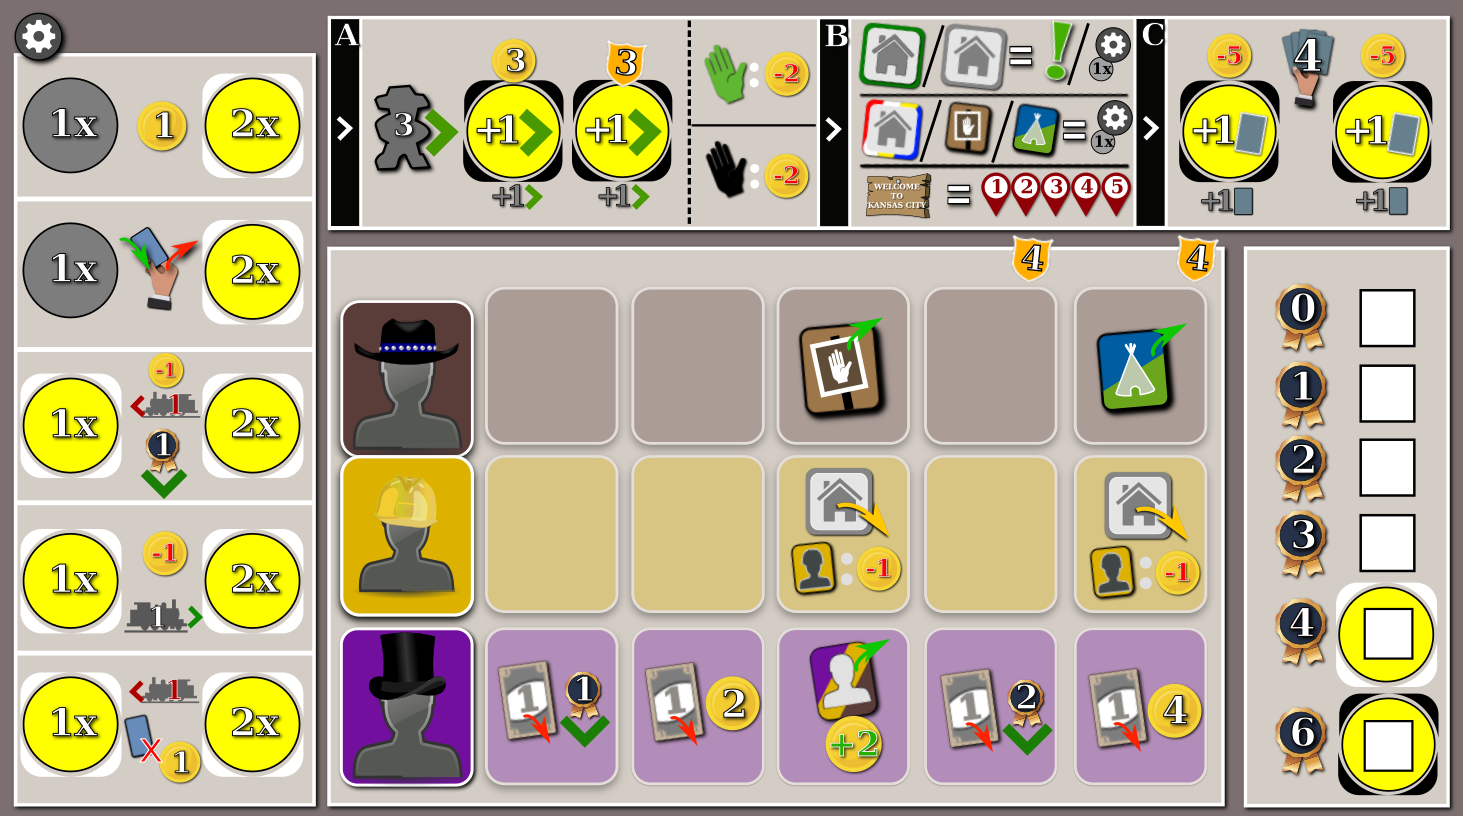 1x 1 2x
1x 2x
1x -1 1 1 2x
1x -1 1 2x
1x 1 1 2x
A
3
3 +1 +1
3 +1 +1
-2
-2
B
1x
1x
WELCOME
TO
KANSAS CITY
1 2 3 4 5
C
-5 4 -5
+1 +1
+1 +1
4 4
-1 -1
1 1
1 2
+2
1 2
1 4
0
1
2
3
4
6